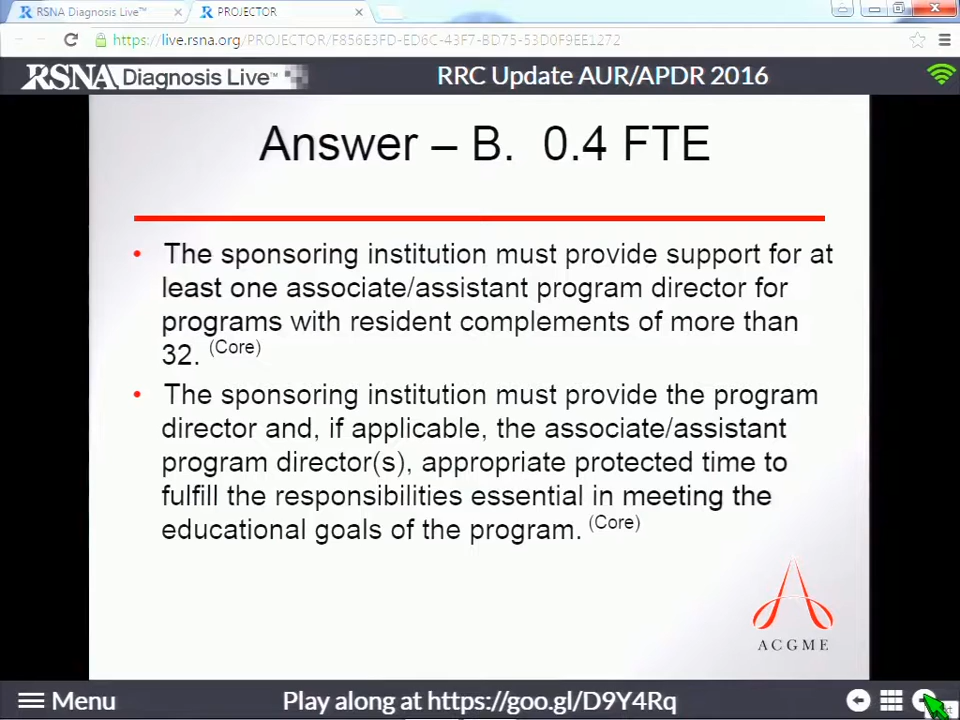 RSNA Diagnosis Live™
PROJECTOR
https://live.rsna.org/PROJECTOR/F856E3FD-ED6C-43F7-BD75-53D0F9EE1272
RSNA Diagnosis Live™
RRC Update AUR/APDR 2016
Answer – B.  0.4 FTE
• The sponsoring institution must provide support for at
least one associate/assistant program director for
programs with resident complements of more than
32. (Core)
• The sponsoring institution must provide the program
director and, if applicable, the associate/assistant
program director(s), appropriate protected time to
fulfill the responsibilities essential in meeting the
educational goals of the program. (Core)
ACGME
Menu
Play along at https://goo.gl/D9Y4Rq